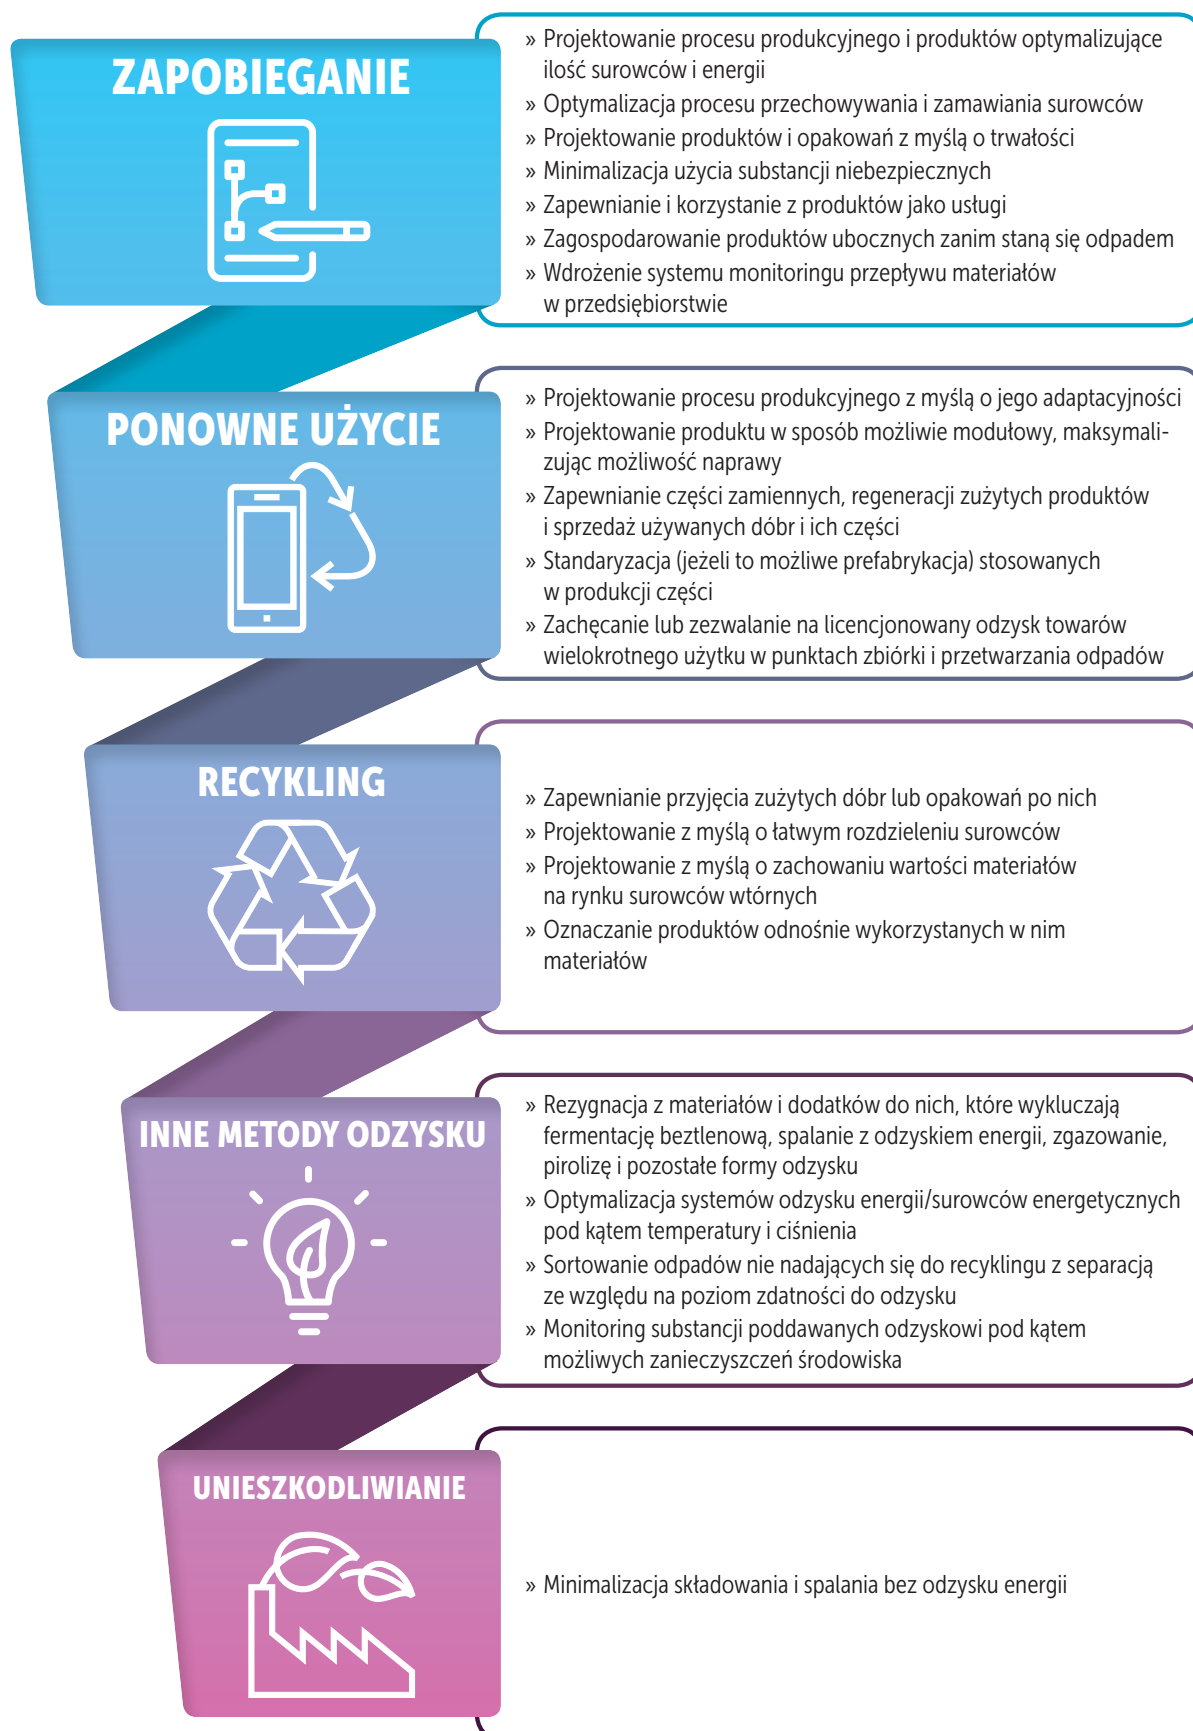 ZAPOBIEGANIE
» Projektowanie procesu produkcyjnego i produktów optymalizujące
ilość surowców i energii
» Optymalizacja procesu przechowywania i zamawiania surowców
» Projektowanie produktów i opakowań z myślą o trwałości
» Minimalizacja użycia substancji niebezpiecznych
» Zapewnianie i korzystanie z produktów jako usługi
» Zagospodarowanie produktów ubocznych zanim staną się odpadem
» Wdrożenie systemu monitoringu przepływu materiałów
w przedsiębiorstwie
PONOWNE UŻYCIE
» Projektowanie procesu produkcyjnego z myślą o jego adaptacyjności
» Projektowanie produktu w sposób możliwie modułowy, maksymali-
zując możliwość naprawy
» Zapewnianie części zamiennych, regeneracji zużytych produktów
i sprzedaż używanych dóbr i ich części
» Standaryzacja (jeżeli to możliwe prefabrykacja) stosowanych
w produkcji części
» Zachęcanie lub zezwalanie na licencjonowany odzysk towarów
wielokrotnego użytku w punktach zbiórki i przetwarzania odpadów
RECYKLING
» Zapewnianie przyjęcia zużytych dóbr lub opakowań po nich
» Projektowanie z myślą o łatwym rozdzieleniu surowców
» Projektowanie z myślą o zachowaniu wartości materiałów
na rynku surowców wtórnych
» Oznaczanie produktów odnośnie wykorzystanych w nim
materiałów
INNE METODY ODZYSKU
» Rezygnacja z materiałów i dodatków do nich, które wykluczają
fermentację beztlenową, spalanie z odzyskiem energii, zgazowanie,
pirolizę i pozostałe formy odzysku
» Optymalizacja systemów odzysku energii/surowców energetycznych
pod kątem temperatury i ciśnienia
» Sortowanie odpadów nie nadających się do recyklingu z separacją
ze względu na poziom zdatności do odzysku
» Monitoring substancji poddawanych odzyskowi pod kątem
możliwych zanieczyszczeń środowiska
UNIESZKODLIWIANIE
» Minimalizacja składowania i spalania bez odzysku energii